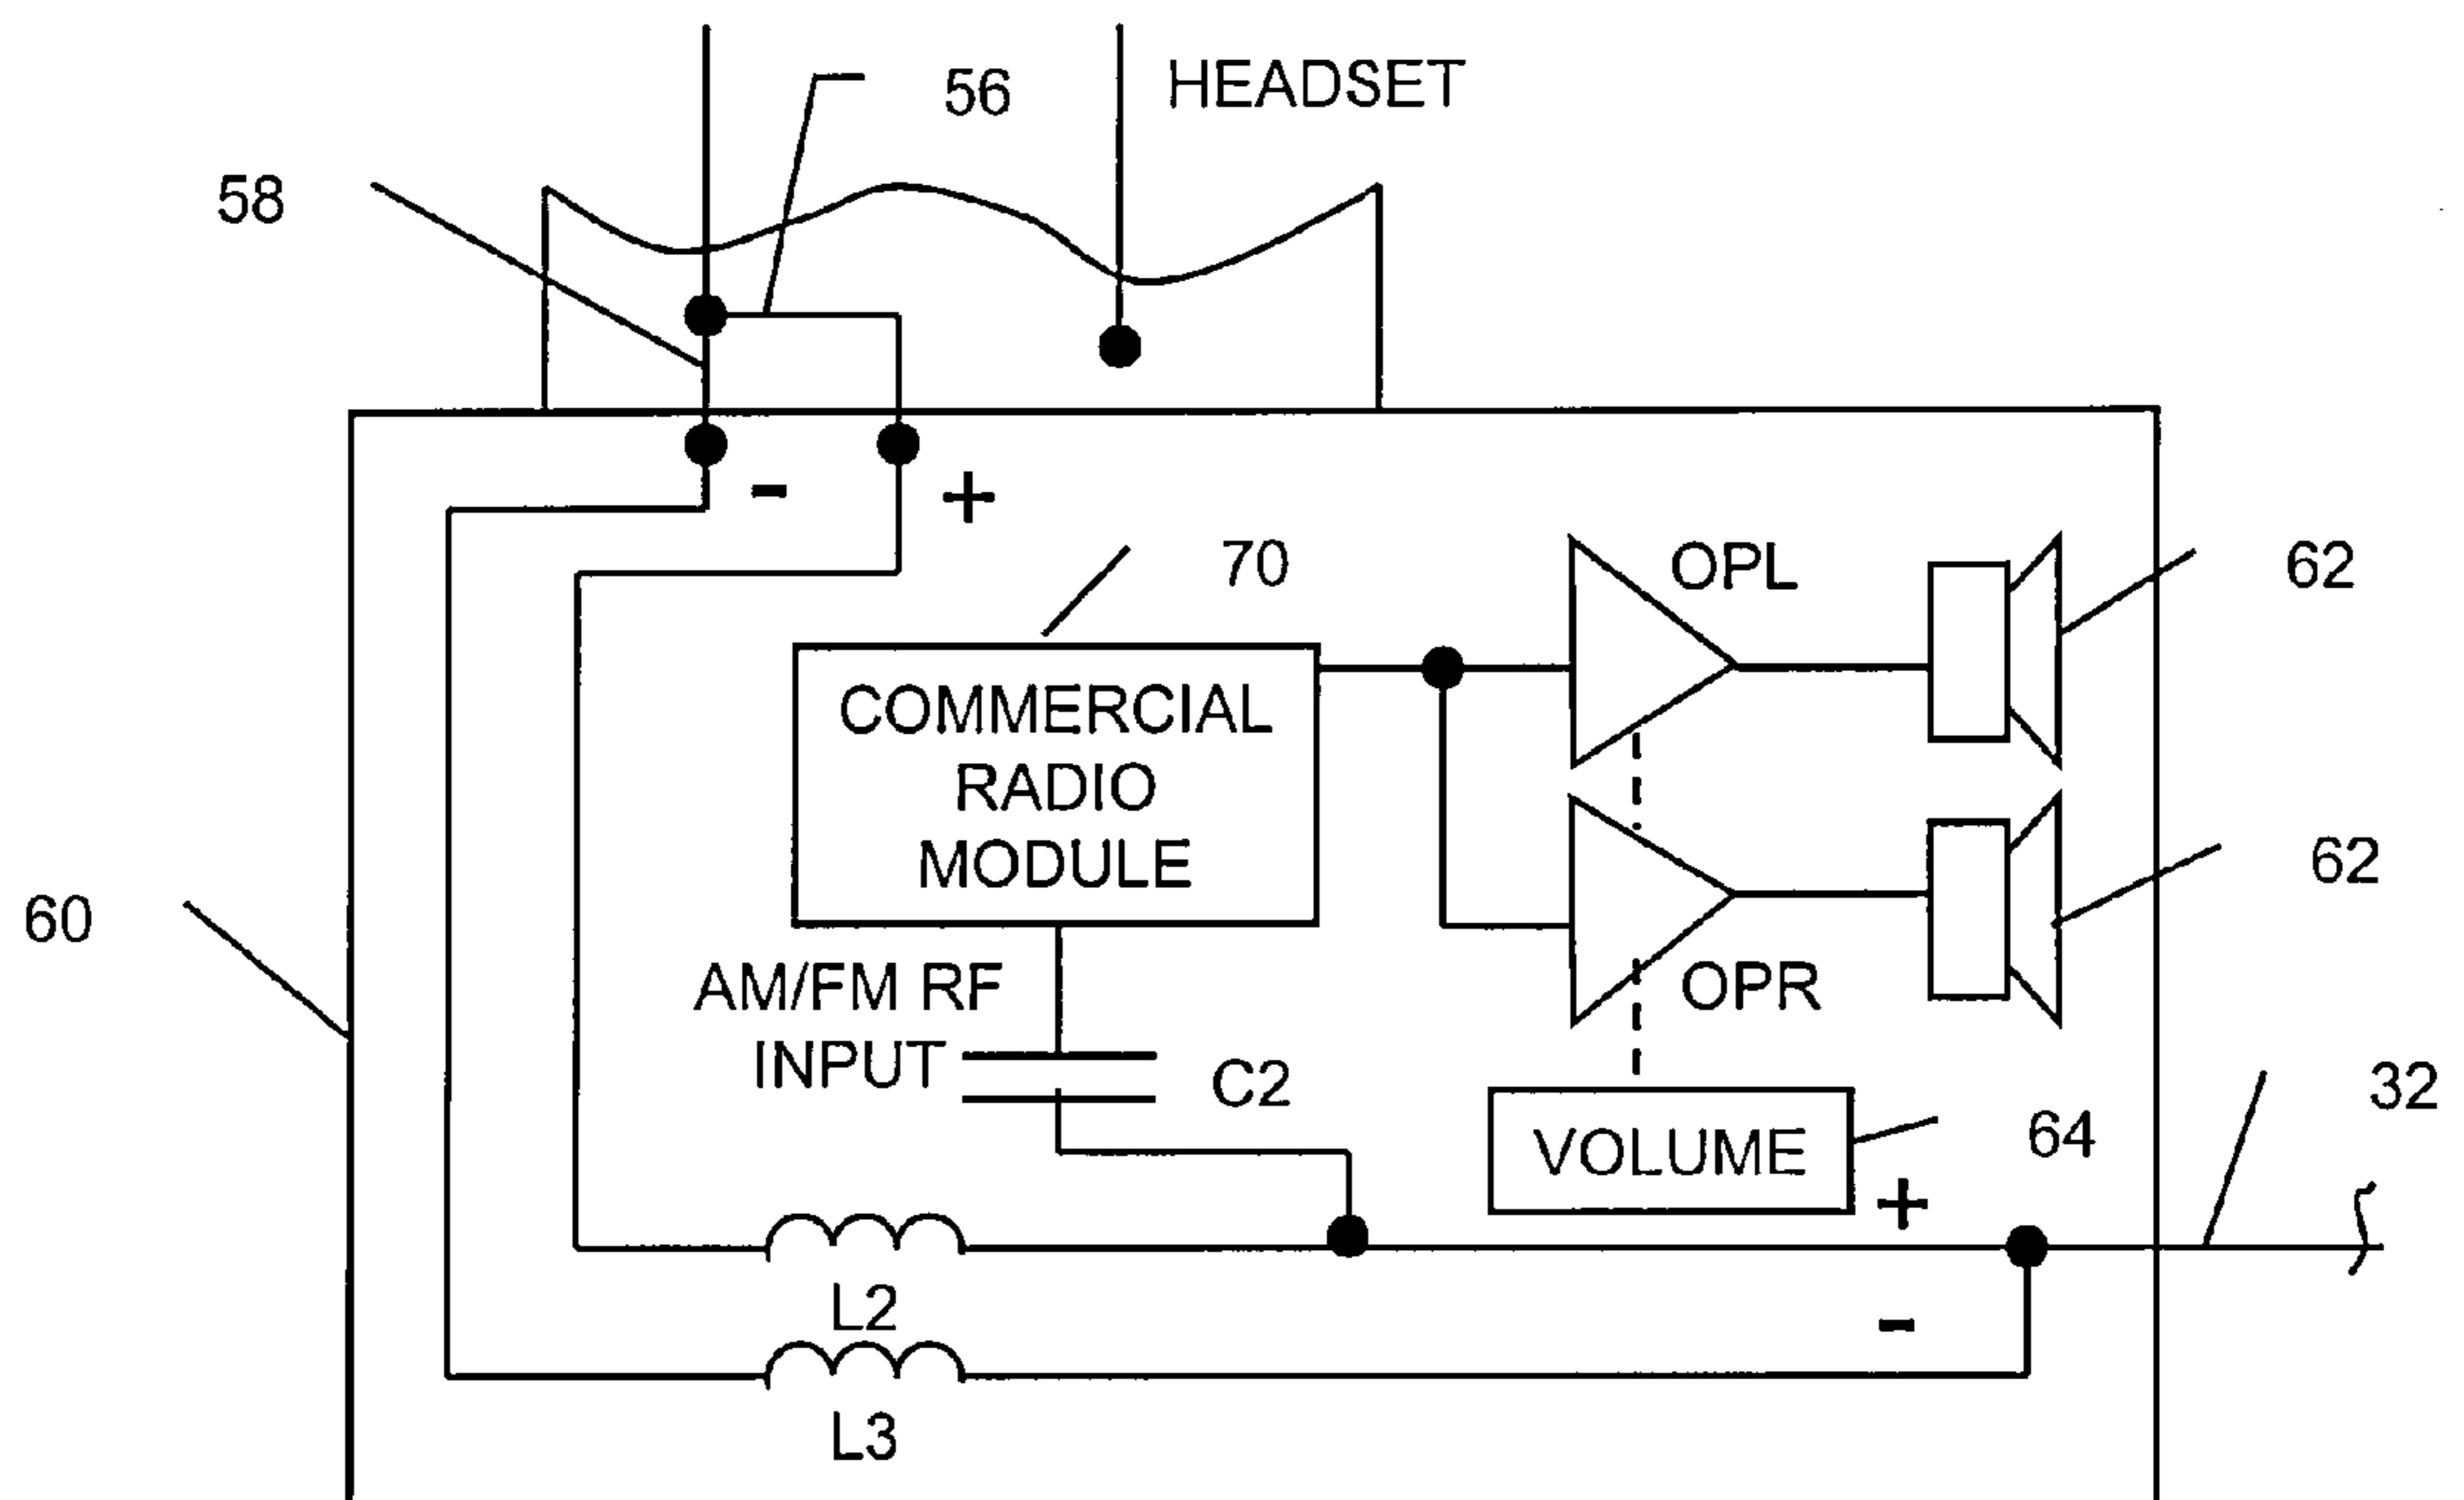 56
HEADSET
58
-
+
70
OPL
62
COMMERCIAL
RADIO
MODULE
62
60
AM/FM RF
INPUT
OPR
C2
32
VOLUME
64
+
L2
-
L3